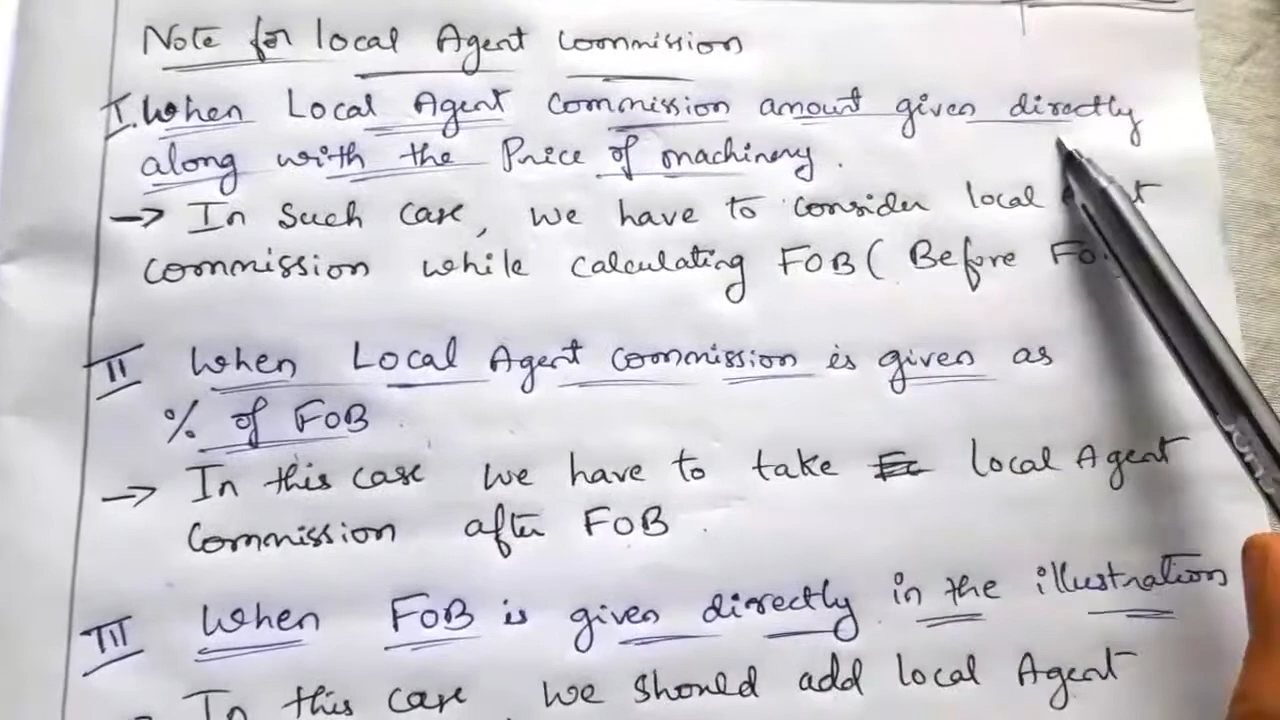 Note for local Agent commission
I. When Local Agent commission amount given directly
along with the Price of machinery.
→ In such case, we have to consider local
commission while calculating FOB ( Before
II When Local Agent commission is given as
% of FOB
→ In this case we have to take local Agent
commission after FOB.
III When FOB is given directly in the illustration
In this case we should add local Agent